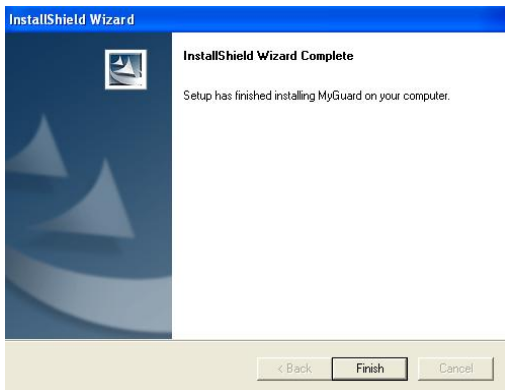 InstallShield Wizard
InstallShield Wizard Complete
Setup has finished installing MyGuard on your computer.
< Back Finish Cancel